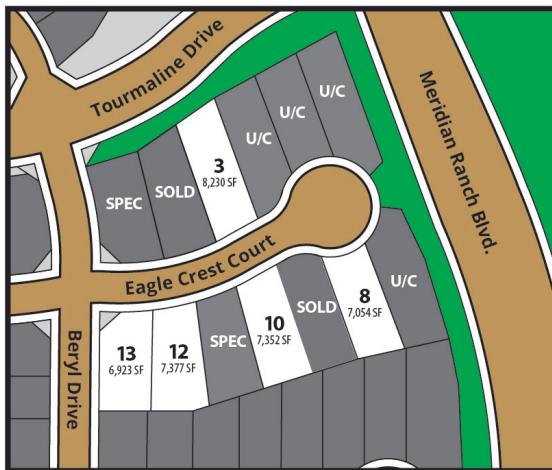 Tourmaline Drive
Meridian Ranch Blvd.
U/C
U/C
U/C
3
8,230 SF
SOLD
SPEC
Eagle Crest Court
U/C
8
7,054 SF
SOLD
10
7,352 SF
SPEC
12
7,377 SF
13
6,923 SF
Beryl Drive